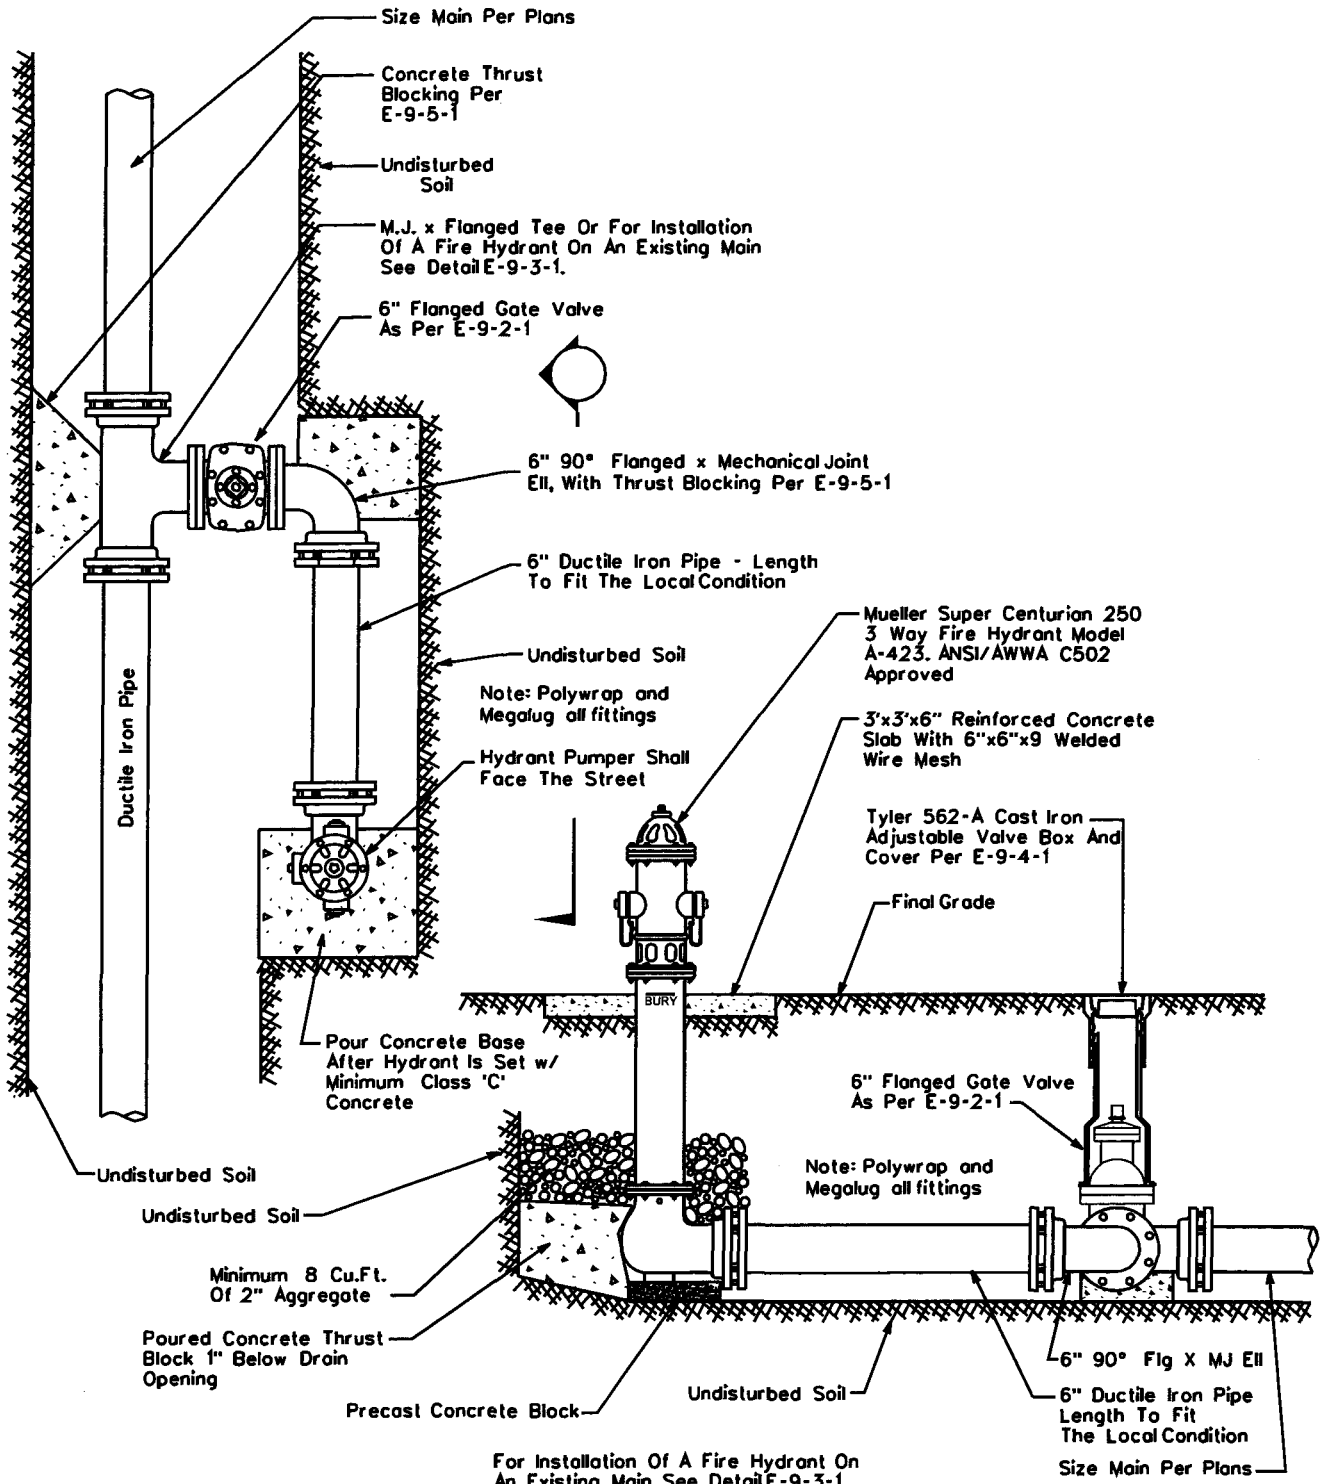 Size Main Per Plans
Concrete Thrust
Blocking Per
E-9-5-1
Undisturbed
Soil
M.J. x Flanged Tee Or For Installation
Of A Fire Hydrant On An Existing Main
See Detail E-9-3-1.
6" Flanged Gate Valve
As Per E-9-2-1
6" 90° Flanged x Mechanical Joint
Ell, With Thrust Blocking Per E-9-5-1
6" Ductile Iron Pipe - Length
To Fit The Local Condition
Undisturbed Soil
Note: Polywrap and
Megalug all fittings
Hydrant Pumper Shall
Face The Street
Ductile Iron Pipe
Mueller Super Centurian 250
3 Way Fire Hydrant Model
A-423. ANSI/AWWA C502
Approved
3'x3'x6" Reinforced Concrete
Slab With 6"x6"x9 Welded
Wire Mesh
Tyler 562-A Cast Iron
Adjustable Valve Box And
Cover Per E-9-4-1
Final Grade
BURY
Pour Concrete Base
After Hydrant Is Set w/
Minimum Class 'C'
Concrete
6" Flanged Gate Valve
As Per E-9-2-1
Note: Polywrap and
Megalug all fittings
Undisturbed Soil
Undisturbed Soil
Minimum 8 Cu.Ft.
Of 2" Aggregate
Poured Concrete Thrust
Block 1" Below Drain
Opening
Precast Concrete Block
Undisturbed Soil
6" 90° Flg X MJ Ell
6" Ductile Iron Pipe
Length To Fit
The Local Condition
Size Main Per Plans
For Installation Of A Fire Hydrant On
An Existing Main See Detail E-9-3-1